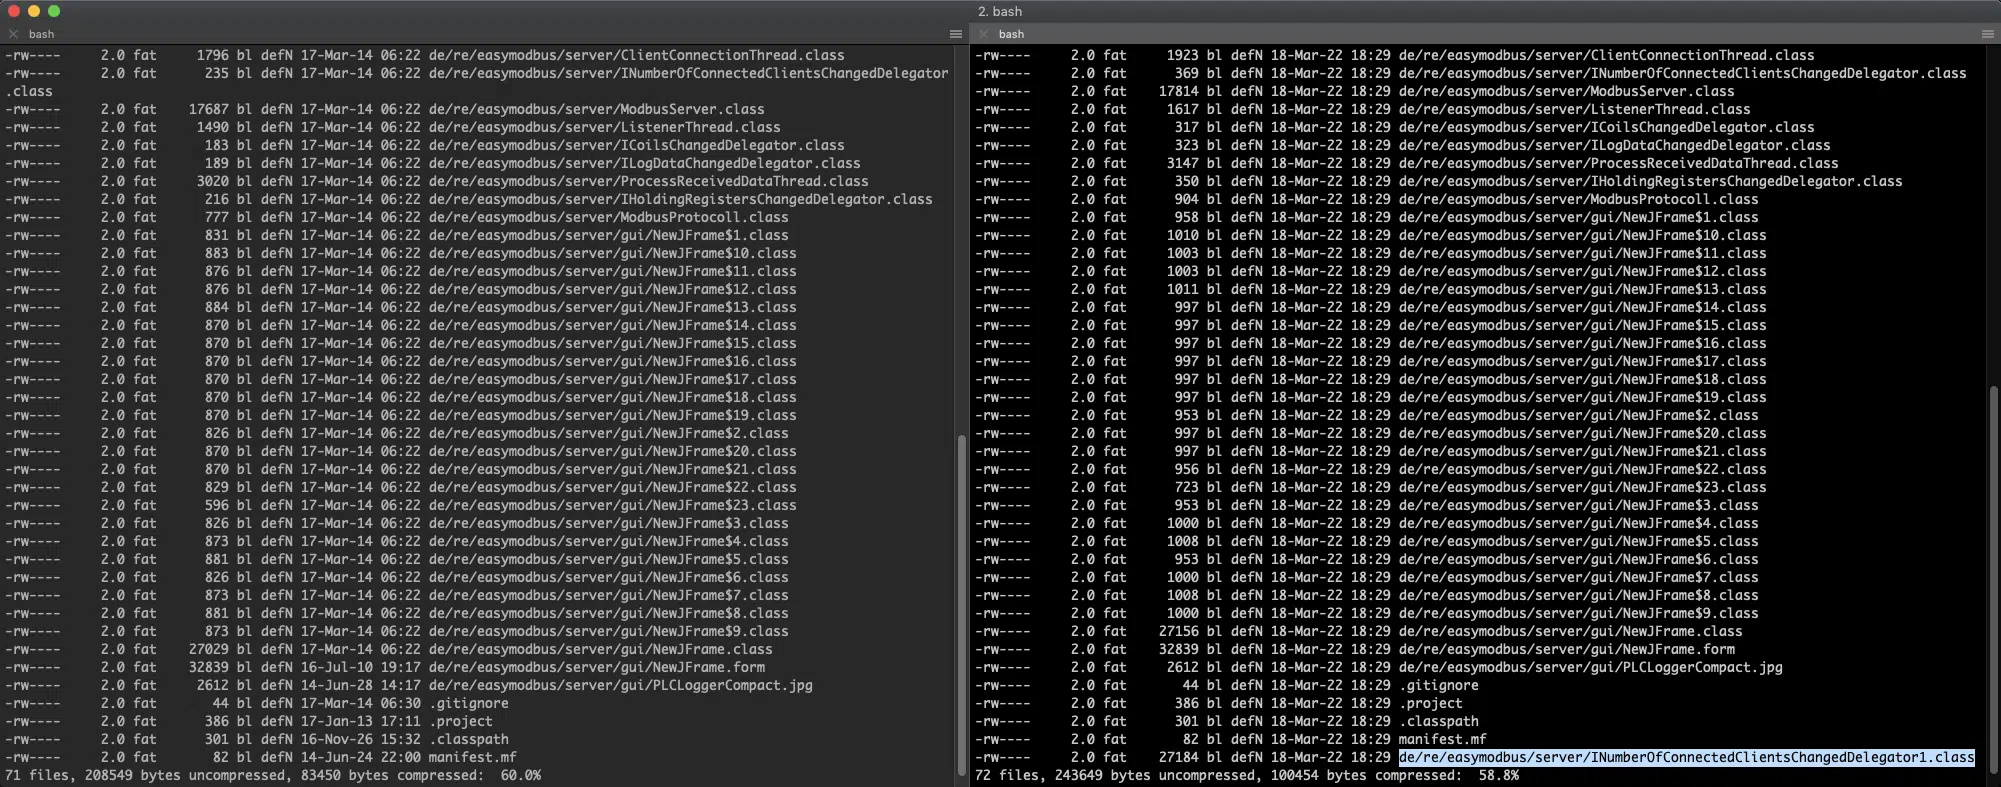 2. bash
bash
-rw---- 2.0 fat 1796 bl defN 17-Mar-14 06:22 de/re/easymodbus/server/ClientConnectionThread.class
-rw---- 2.0 fat 235 bl defN 17-Mar-14 06:22 de/re/easymodbus/server/INumberOfConnectedClientsChangedDelegator
.class
-rw---- 2.0 fat 17687 bl defN 17-Mar-14 06:22 de/re/easymodbus/server/ModbusServer.class
-rw---- 2.0 fat 1490 bl defN 17-Mar-14 06:22 de/re/easymodbus/server/ListenerThread.class
-rw---- 2.0 fat 183 bl defN 17-Mar-14 06:22 de/re/easymodbus/server/ICoilsChangedDelegator.class
-rw---- 2.0 fat 189 bl defN 17-Mar-14 06:22 de/re/easymodbus/server/ILogDataChangedDelegator.class
-rw---- 2.0 fat 3020 bl defN 17-Mar-14 06:22 de/re/easymodbus/server/ProcessReceivedDataThread.class
-rw---- 2.0 fat 216 bl defN 17-Mar-14 06:22 de/re/easymodbus/server/IHoldingRegistersChangedDelegator.class
-rw---- 2.0 fat 777 bl defN 17-Mar-14 06:22 de/re/easymodbus/server/ModbusProtocoll.class
-rw---- 2.0 fat 831 bl defN 17-Mar-14 06:22 de/re/easymodbus/server/gui/NewJFrame$1.class
-rw---- 2.0 fat 883 bl defN 17-Mar-14 06:22 de/re/easymodbus/server/gui/NewJFrame$10.class
-rw---- 2.0 fat 876 bl defN 17-Mar-14 06:22 de/re/easymodbus/server/gui/NewJFrame$11.class
-rw---- 2.0 fat 876 bl defN 17-Mar-14 06:22 de/re/easymodbus/server/gui/NewJFrame$12.class
-rw---- 2.0 fat 884 bl defN 17-Mar-14 06:22 de/re/easymodbus/server/gui/NewJFrame$13.class
-rw---- 2.0 fat 870 bl defN 17-Mar-14 06:22 de/re/easymodbus/server/gui/NewJFrame$14.class
-rw---- 2.0 fat 870 bl defN 17-Mar-14 06:22 de/re/easymodbus/server/gui/NewJFrame$15.class
-rw---- 2.0 fat 870 bl defN 17-Mar-14 06:22 de/re/easymodbus/server/gui/NewJFrame$16.class
-rw---- 2.0 fat 870 bl defN 17-Mar-14 06:22 de/re/easymodbus/server/gui/NewJFrame$17.class
-rw---- 2.0 fat 870 bl defN 17-Mar-14 06:22 de/re/easymodbus/server/gui/NewJFrame$18.class
-rw---- 2.0 fat 870 bl defN 17-Mar-14 06:22 de/re/easymodbus/server/gui/NewJFrame$19.class
-rw---- 2.0 fat 826 bl defN 17-Mar-14 06:22 de/re/easymodbus/server/gui/NewJFrame$2.class
-rw---- 2.0 fat 870 bl defN 17-Mar-14 06:22 de/re/easymodbus/server/gui/NewJFrame$20.class
-rw---- 2.0 fat 870 bl defN 17-Mar-14 06:22 de/re/easymodbus/server/gui/NewJFrame$21.class
-rw---- 2.0 fat 829 bl defN 17-Mar-14 06:22 de/re/easymodbus/server/gui/NewJFrame$22.class
-rw---- 2.0 fat 596 bl defN 17-Mar-14 06:22 de/re/easymodbus/server/gui/NewJFrame$23.class
-rw---- 2.0 fat 826 bl defN 17-Mar-14 06:22 de/re/easymodbus/server/gui/NewJFrame$3.class
-rw---- 2.0 fat 873 bl defN 17-Mar-14 06:22 de/re/easymodbus/server/gui/NewJFrame$4.class
-rw---- 2.0 fat 881 bl defN 17-Mar-14 06:22 de/re/easymodbus/server/gui/NewJFrame$5.class
-rw---- 2.0 fat 826 bl defN 17-Mar-14 06:22 de/re/easymodbus/server/gui/NewJFrame$6.class
-rw---- 2.0 fat 873 bl defN 17-Mar-14 06:22 de/re/easymodbus/server/gui/NewJFrame$7.class
-rw---- 2.0 fat 881 bl defN 17-Mar-14 06:22 de/re/easymodbus/server/gui/NewJFrame$8.class
-rw---- 2.0 fat 873 bl defN 17-Mar-14 06:22 de/re/easymodbus/server/gui/NewJFrame$9.class
-rw---- 2.0 fat 27029 bl defN 17-Mar-14 06:22 de/re/easymodbus/server/gui/NewJFrame.class
-rw---- 2.0 fat 32839 bl defN 16-Jul-10 19:17 de/re/easymodbus/server/gui/NewJFrame.form
-rw---- 2.0 fat 2612 bl defN 14-Jun-28 14:17 de/re/easymodbus/server/gui/PLCLoggerCompact.jpg
-rw---- 2.0 fat 44 bl defN 17-Mar-14 06:30 .gitignore
-rw---- 2.0 fat 386 bl defN 17-Jan-13 17:11 .project
-rw---- 2.0 fat 301 bl defN 16-Nov-26 15:32 .classpath
-rw---- 2.0 fat 82 bl defN 14-Jun-24 22:00 manifest.mf
71 files, 208549 bytes uncompressed, 83450 bytes compressed: 60.0%
bash
-rw---- 2.0 fat 1923 bl defN 18-Mar-22 18:29 de/re/easymodbus/server/ClientConnectionThread.class
-rw---- 2.0 fat 369 bl defN 18-Mar-22 18:29 de/re/easymodbus/server/INumberOfConnectedClientsChangedDelegator.class
-rw---- 2.0 fat 17814 bl defN 18-Mar-22 18:29 de/re/easymodbus/server/ModbusServer.class
-rw---- 2.0 fat 1617 bl defN 18-Mar-22 18:29 de/re/easymodbus/server/ListenerThread.class
-rw---- 2.0 fat 317 bl defN 18-Mar-22 18:29 de/re/easymodbus/server/ICoilsChangedDelegator.class
-rw---- 2.0 fat 323 bl defN 18-Mar-22 18:29 de/re/easymodbus/server/ILogDataChangedDelegator.class
-rw---- 2.0 fat 3147 bl defN 18-Mar-22 18:29 de/re/easymodbus/server/ProcessReceivedDataThread.class
-rw---- 2.0 fat 350 bl defN 18-Mar-22 18:29 de/re/easymodbus/server/IHoldingRegistersChangedDelegator.class
-rw---- 2.0 fat 904 bl defN 18-Mar-22 18:29 de/re/easymodbus/server/ModbusProtocoll.class
-rw---- 2.0 fat 958 bl defN 18-Mar-22 18:29 de/re/easymodbus/server/gui/NewJFrame$1.class
-rw---- 2.0 fat 1010 bl defN 18-Mar-22 18:29 de/re/easymodbus/server/gui/NewJFrame$10.class
-rw---- 2.0 fat 1003 bl defN 18-Mar-22 18:29 de/re/easymodbus/server/gui/NewJFrame$11.class
-rw---- 2.0 fat 1003 bl defN 18-Mar-22 18:29 de/re/easymodbus/server/gui/NewJFrame$12.class
-rw---- 2.0 fat 1011 bl defN 18-Mar-22 18:29 de/re/easymodbus/server/gui/NewJFrame$13.class
-rw---- 2.0 fat 997 bl defN 18-Mar-22 18:29 de/re/easymodbus/server/gui/NewJFrame$14.class
-rw---- 2.0 fat 997 bl defN 18-Mar-22 18:29 de/re/easymodbus/server/gui/NewJFrame$15.class
-rw---- 2.0 fat 997 bl defN 18-Mar-22 18:29 de/re/easymodbus/server/gui/NewJFrame$16.class
-rw---- 2.0 fat 997 bl defN 18-Mar-22 18:29 de/re/easymodbus/server/gui/NewJFrame$17.class
-rw---- 2.0 fat 997 bl defN 18-Mar-22 18:29 de/re/easymodbus/server/gui/NewJFrame$18.class
-rw---- 2.0 fat 997 bl defN 18-Mar-22 18:29 de/re/easymodbus/server/gui/NewJFrame$19.class
-rw---- 2.0 fat 953 bl defN 18-Mar-22 18:29 de/re/easymodbus/server/gui/NewJFrame$2.class
-rw---- 2.0 fat 997 bl defN 18-Mar-22 18:29 de/re/easymodbus/server/gui/NewJFrame$20.class
-rw---- 2.0 fat 997 bl defN 18-Mar-22 18:29 de/re/easymodbus/server/gui/NewJFrame$21.class
-rw---- 2.0 fat 956 bl defN 18-Mar-22 18:29 de/re/easymodbus/server/gui/NewJFrame$22.class
-rw---- 2.0 fat 723 bl defN 18-Mar-22 18:29 de/re/easymodbus/server/gui/NewJFrame$23.class
-rw---- 2.0 fat 953 bl defN 18-Mar-22 18:29 de/re/easymodbus/server/gui/NewJFrame$3.class
-rw---- 2.0 fat 1000 bl defN 18-Mar-22 18:29 de/re/easymodbus/server/gui/NewJFrame$4.class
-rw---- 2.0 fat 1008 bl defN 18-Mar-22 18:29 de/re/easymodbus/server/gui/NewJFrame$5.class
-rw---- 2.0 fat 953 bl defN 18-Mar-22 18:29 de/re/easymodbus/server/gui/NewJFrame$6.class
-rw---- 2.0 fat 1000 bl defN 18-Mar-22 18:29 de/re/easymodbus/server/gui/NewJFrame$7.class
-rw---- 2.0 fat 1008 bl defN 18-Mar-22 18:29 de/re/easymodbus/server/gui/NewJFrame$8.class
-rw---- 2.0 fat 1000 bl defN 18-Mar-22 18:29 de/re/easymodbus/server/gui/NewJFrame$9.class
-rw---- 2.0 fat 27156 bl defN 18-Mar-22 18:29 de/re/easymodbus/server/gui/NewJFrame.class
-rw---- 2.0 fat 32839 bl defN 18-Mar-22 18:29 de/re/easymodbus/server/gui/NewJFrame.form
-rw---- 2.0 fat 2612 bl defN 18-Mar-22 18:29 de/re/easymodbus/server/gui/PLCLoggerCompact.jpg
-rw---- 2.0 fat 44 bl defN 18-Mar-22 18:29 .gitignore
-rw---- 2.0 fat 386 bl defN 18-Mar-22 18:29 .project
-rw---- 2.0 fat 301 bl defN 18-Mar-22 18:29 .classpath
-rw---- 2.0 fat 82 bl defN 18-Mar-22 18:29 manifest.mf
-rw---- 2.0 fat 27184 bl defN 18-Mar-22 18:29 de/re/easymodbus/server/INumberOfConnectedClientsChangedDelegator1.class
72 files, 243649 bytes uncompressed, 100454 bytes compressed: 58.8%